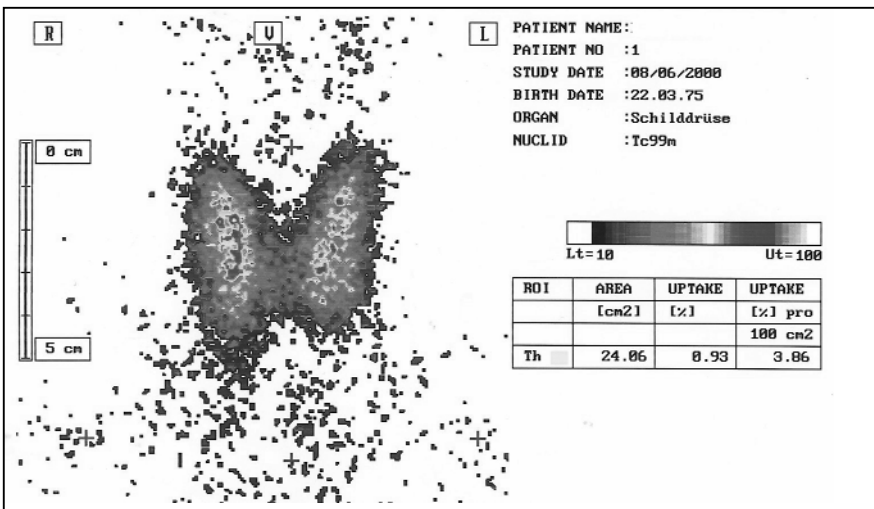 R
V
L
PATIENT NAME:
PATIENT NO :1
STUDY DATE :08/06/2000
BIRTH DATE :22.03.75
ORGAN :Schilddrüse
NUCLID :Tc99m
0 cm
5 cm
Lt=10 Ut=100
ROI AREA UPTAKE UPTAKE
[cm2] [%] [%] pro
100 cm2
Th 24.06 0.93 3.86